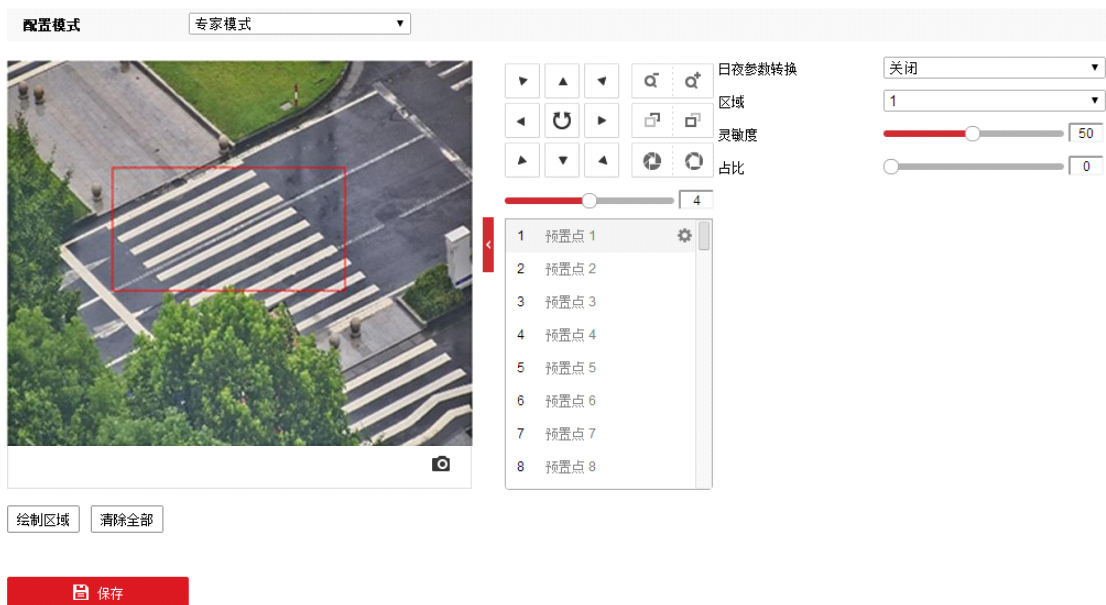 配置模式 专家模式
日夜参数转换 关闭
区域 1
灵敏度 50
占比 0
4
1 预置点 1
2 预置点 2
3 预置点 3
4 预置点 4
5 预置点 5
6 预置点 6
7 预置点 7
8 预置点 8
绘制区域 清除全部
保存